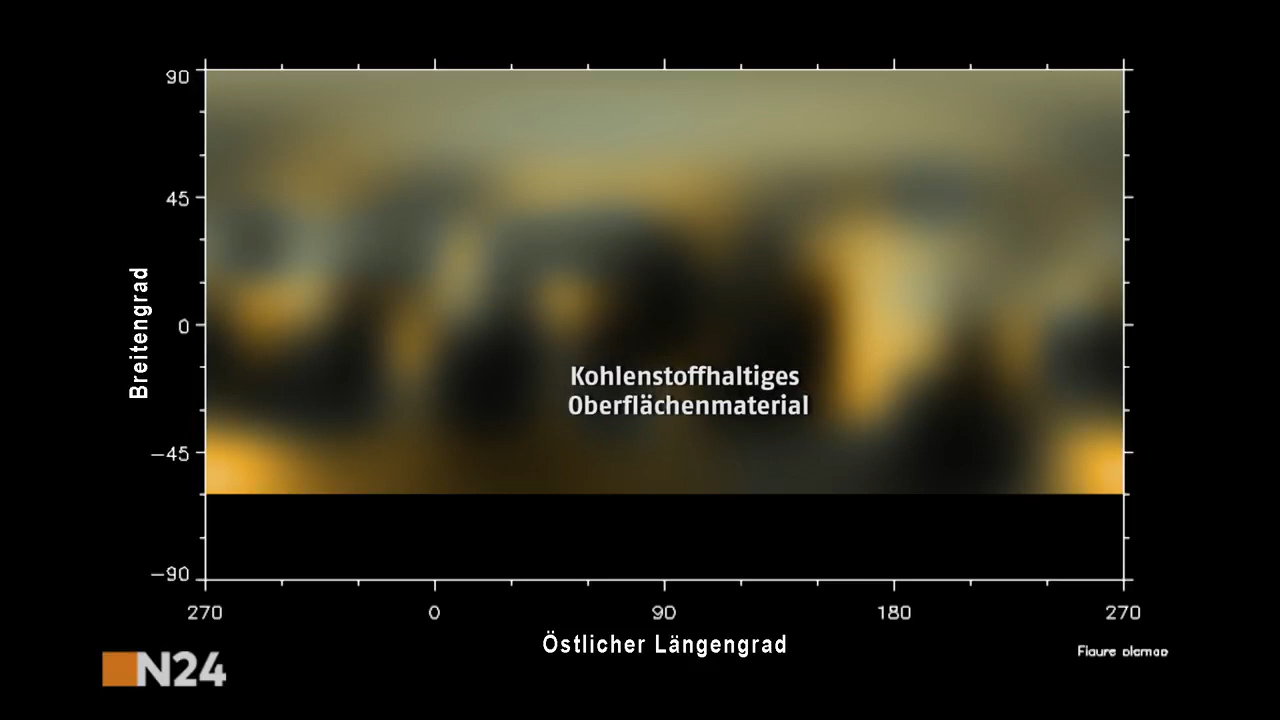 90
45
0
−45
−90
Breitengrad
Kohlenstoffhaltiges
Oberflächenmaterial
270 0 90 180 270
Östlicher Längengrad
N24